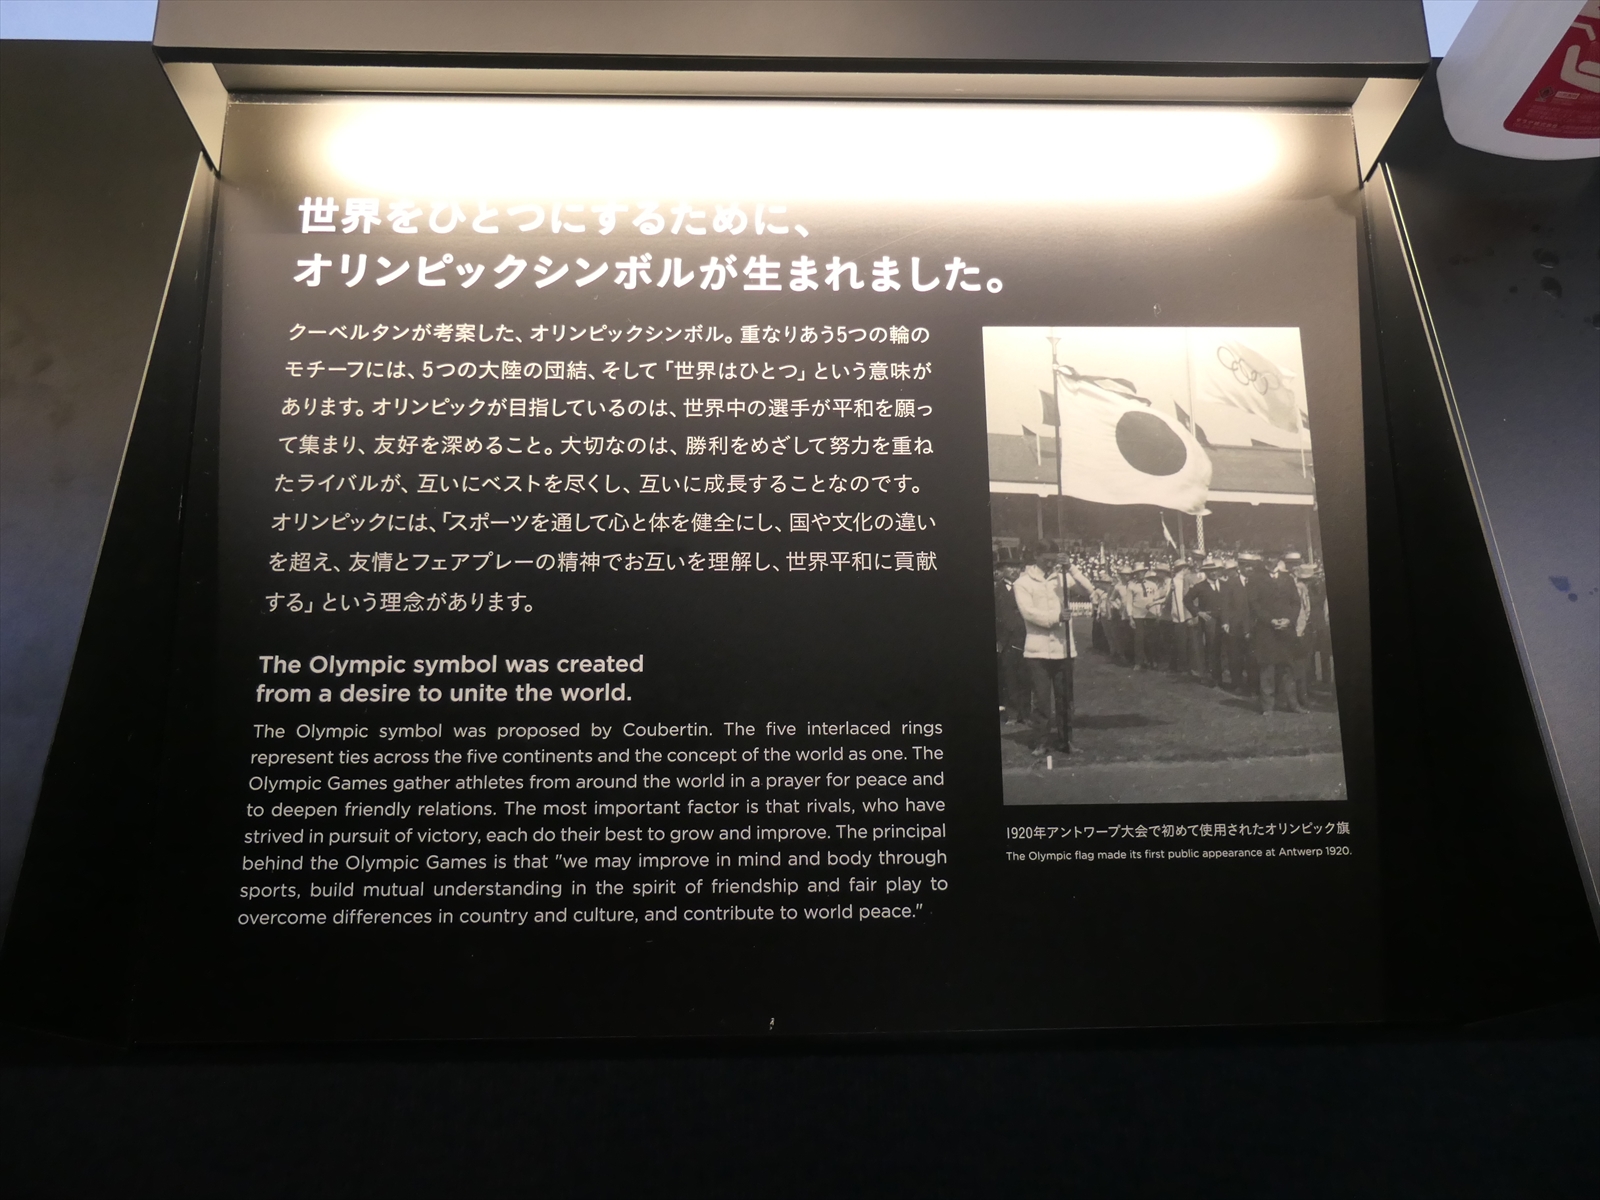 世界をひとつにするために、
オリンピックシンボルが生まれました。
クーベルタンが考案した、オリンピックシンボル。重なりあう5つの輪の
モチーフには、5つの大陸の団結、そして「世界はひとつ」という意味が
あります。オリンピックが目指しているのは、世界中の選手が平和を願っ
て集まり、友好を深めること。大切なのは、勝利をめざして努力を重ね
たライバルが、互いにベストを尽くし、互いに成長することなのです。
オリンピックには、「スポーツを通して心と体を健全にし、国や文化の違い
を超え、友情とフェアプレーの精神でお互いを理解し、世界平和に貢献
する」という理念があります。
The Olympic symbol was created
from a desire to unite the world.
The Olympic symbol was proposed by Coubertin. The five interlaced rings
represent ties across the five continents and the concept of the world as one. The
Olympic Games gather athletes from around the world in a prayer for peace and
to deepen friendly relations. The most important factor is that rivals, who have
strived in pursuit of victory, each do their best to grow and improve. The principal
behind the Olympic Games is that "we may improve in mind and body through
sports, build mutual understanding in the spirit of friendship and fair play to
overcome differences in country and culture, and contribute to world peace."
1920年アントワープ大会で初めて使用されたオリンピック旗
The Olympic flag made its first public appearance at Antwerp 1920.